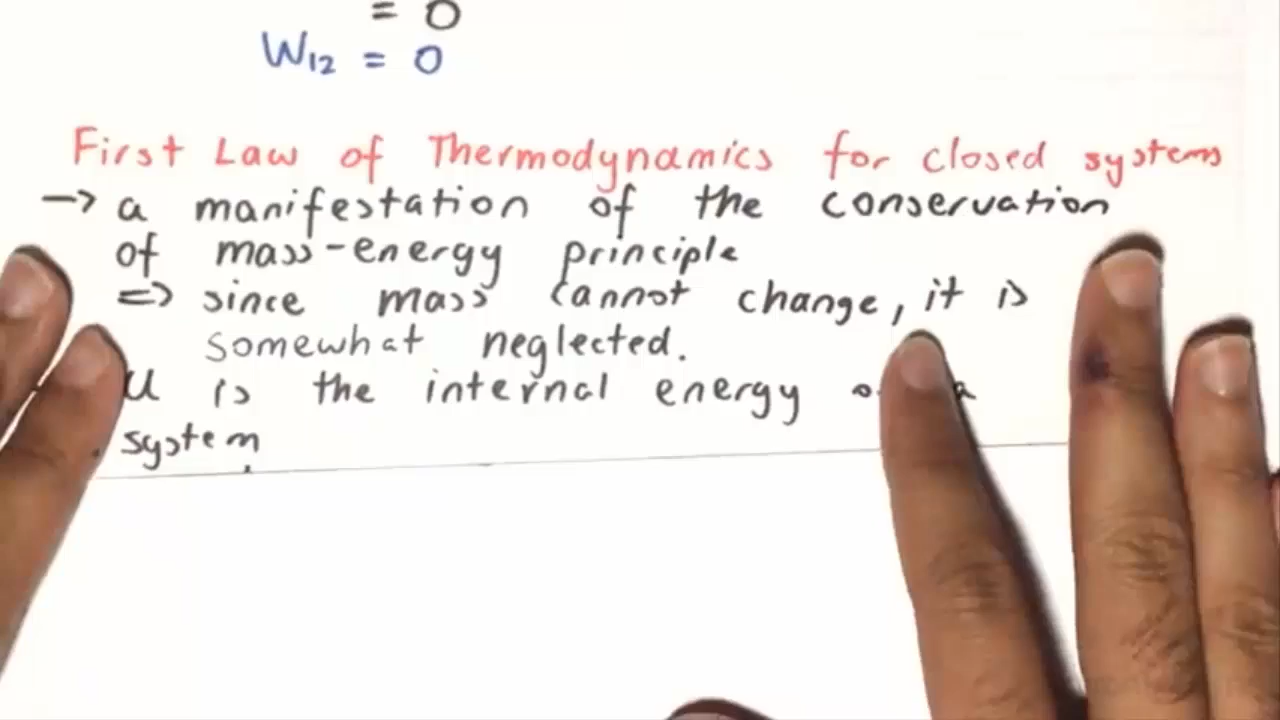 = 0
W12 = 0
First Law of Thermodynamics for closed systems
→ a manifestation of the conservation
of mass-energy principle
=> since mass cannot change, it is
somewhat neglected.
U is the internal energy a
system.